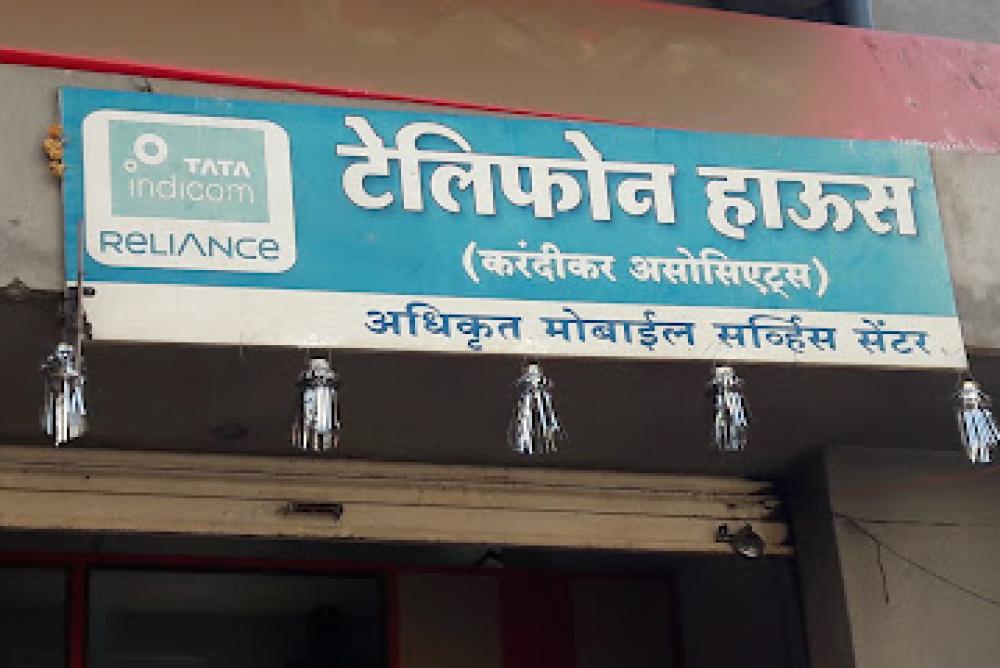 TATA
indicom
RELIANCE
टेलिफोन हाऊस
(करंदीकर असोसिएट्स)
अधिकृत मोबाईल सर्व्हिस सेंटर